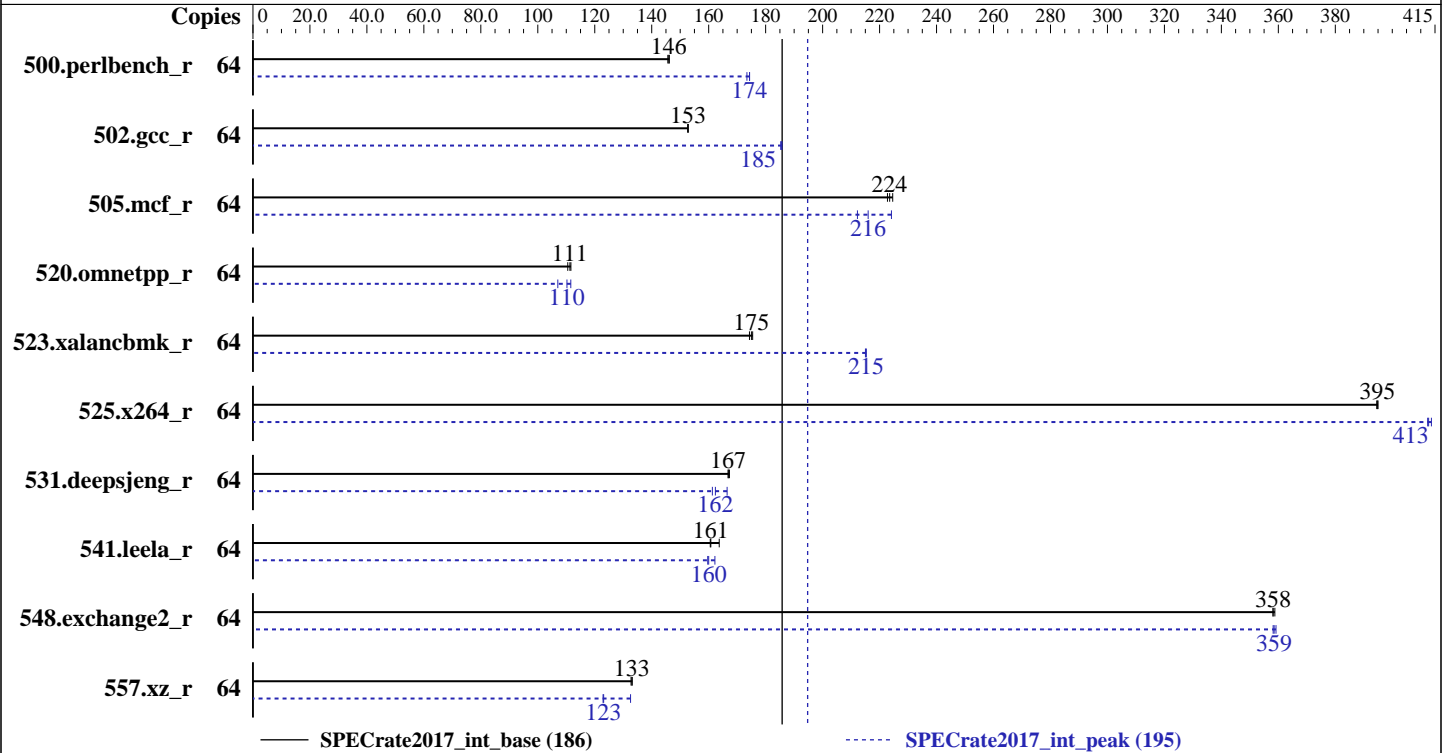 Copies 0 20.0 40.0 60.0 80.0 100 120 140 160 180 200 220 240 260 280 300 320 340 360 380 415
146
500.perlbench_r 64
174
153
502.gcc_r 64
185
224
505.mcf_r 64
216
111
520.omnetpp_r 64
110
175
523.xalancbmk_r 64
215
395
525.x264_r 64
413
167
531.deepsjeng_r 64
162
161
541.leela_r 64
160
358
548.exchange2_r 64
359
133
557.xz_r 64
123
SPECrate2017_int_base (186) SPECrate2017_int_peak (195)